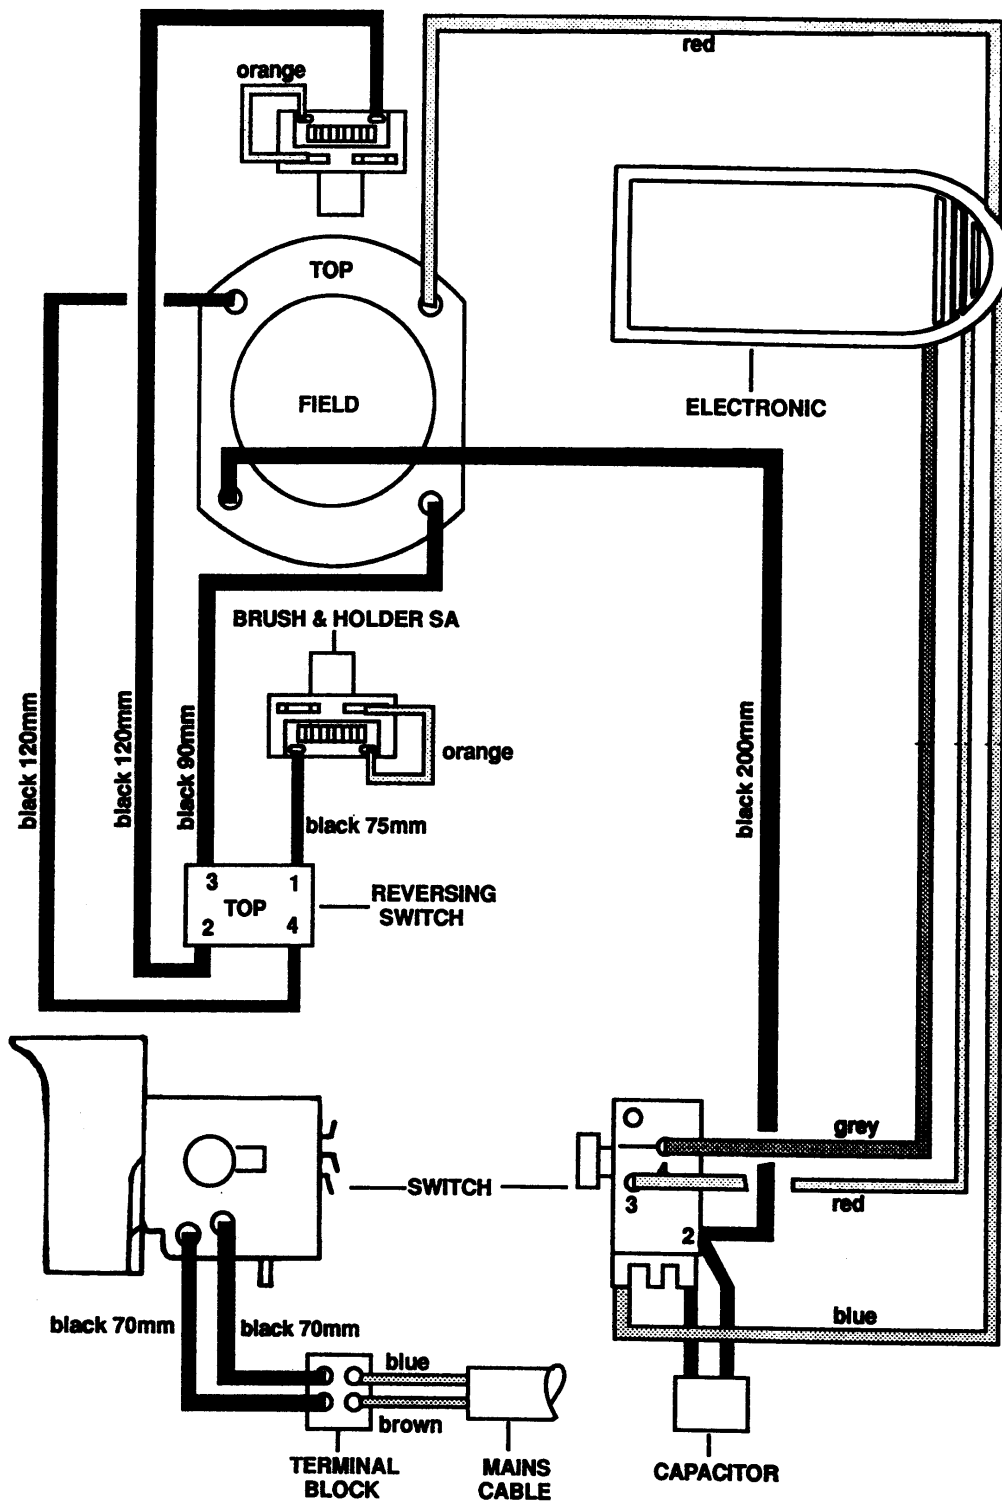 red
orange
TOP
FIELD
ELECTRONIC
BRUSH & HOLDER SA
orange
black 120mm
black 120mm
black 90mm
black 75mm
black 200mm
3
1
TOP
2
4
REVERSING
SWITCH
grey
SWITCH
4
3
red
2
blue
black 70mm
black 70mm
blue
brown
TERMINAL
BLOCK
MAINS
CABLE
CAPACITOR